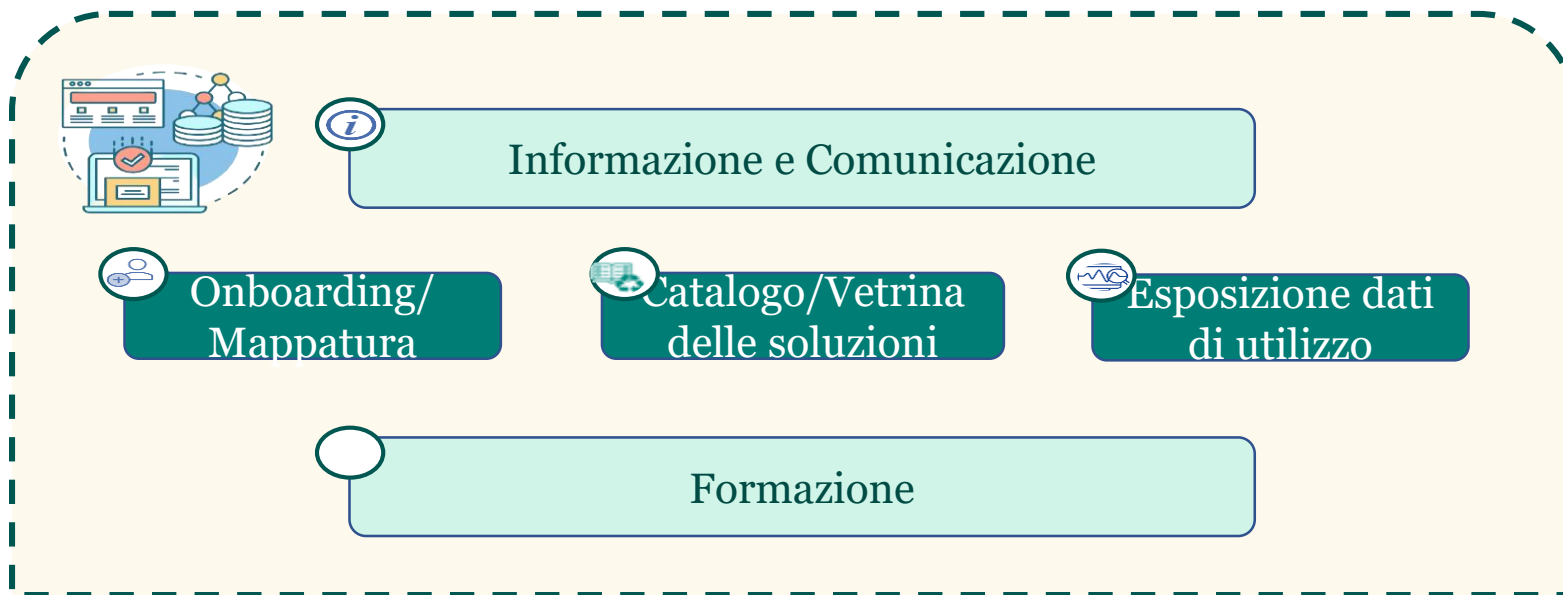 Informazione e Comunicazione
Onboarding/
Mappatura
Catalogo/Vetrina
delle soluzioni
Esposizione dati
di utilizzo
Formazione